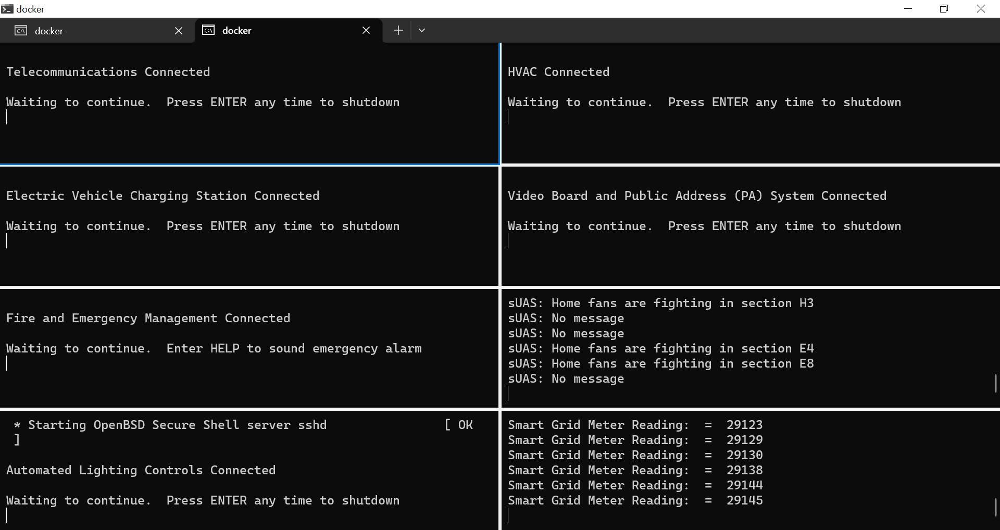 docker
docker
docker
Telecommunications Connected
Waiting to continue.  Press ENTER any time to shutdown
HVAC Connected
Waiting to continue.  Press ENTER any time to shutdown
Electric Vehicle Charging Station Connected
Waiting to continue.  Press ENTER any time to shutdown
Video Board and Public Address (PA) System Connected
Waiting to continue.  Press ENTER any time to shutdown
Fire and Emergency Management Connected
Waiting to continue.  Enter HELP to sound emergency alarm
sUAS: Home fans are fighting in section H3
sUAS: No message
sUAS: No message
sUAS: Home fans are fighting in section E4
sUAS: Home fans are fighting in section E8
sUAS: No message
* Starting OpenBSD Secure Shell server sshd [ OK
]
Automated Lighting Controls Connected
Waiting to continue.  Press ENTER any time to shutdown
Smart Grid Meter Reading:  =  29123
Smart Grid Meter Reading:  =  29129
Smart Grid Meter Reading:  =  29130
Smart Grid Meter Reading:  =  29138
Smart Grid Meter Reading:  =  29144
Smart Grid Meter Reading:  =  29145